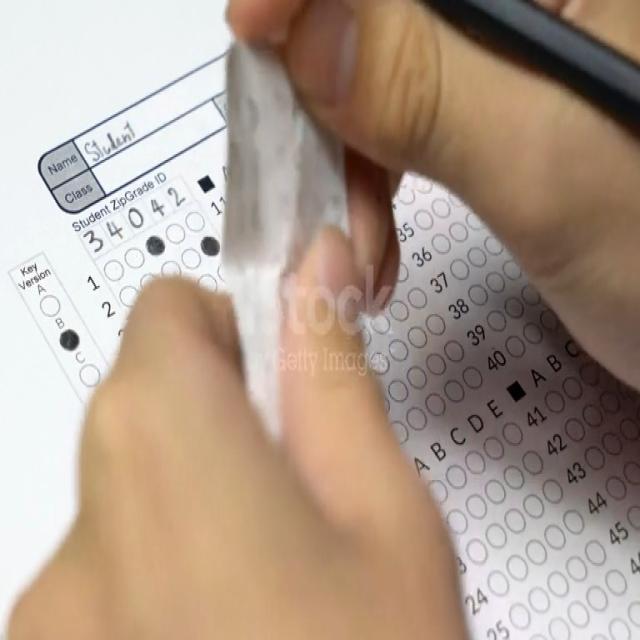 Name Student
Class
Student ZipGrade ID
3 4 0 4 2
Key
Version
A
B
C
1
2
11
35
36
37
38
39
40
A B C D E
A B C
41
42
43
44
45
24
25
iStock
by Getty Images